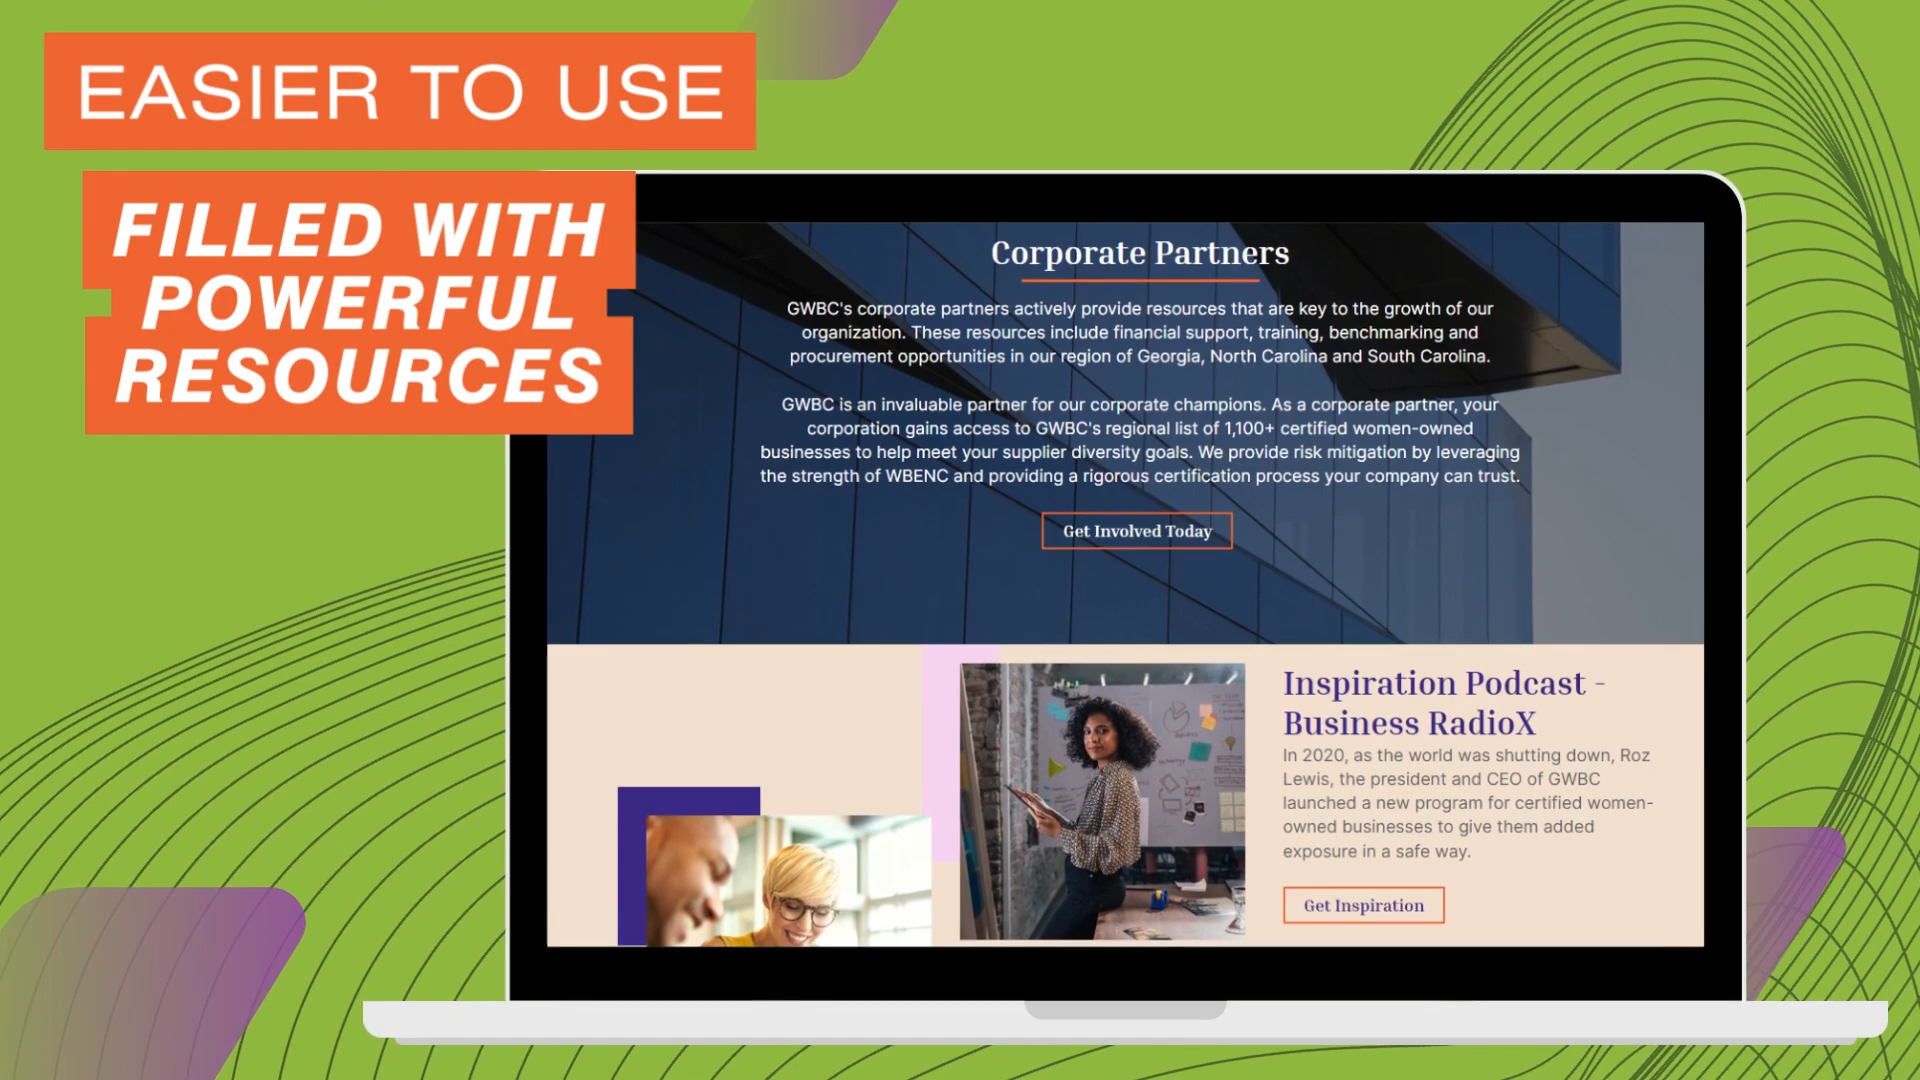 EASIER TO USE
FILLED WITH
POWERFUL
RESOURCES
Corporate Partners
GWBC's corporate partners actively provide resources that are key to the growth of our
organization. These resources include financial support, training, benchmarking and
procurement opportunities in our region of Georgia, North Carolina and South Carolina.
GWBC is an invaluable partner for our corporate champions. As a corporate partner, your
corporation gains access to GWBC's regional list of 1,100+ certified women-owned
businesses to help meet your supplier diversity goals. We provide risk mitigation by leveraging
the strength of WBENC and providing a rigorous certification process your company can trust.
Get Involved Today
Inspiration Podcast -
Business RadioX
In 2020, as the world was shutting down, Roz
Lewis, the president and CEO of GWBC
launched a new program for certified women-
owned businesses to give them added
exposure in a safe way.
Get Inspiration